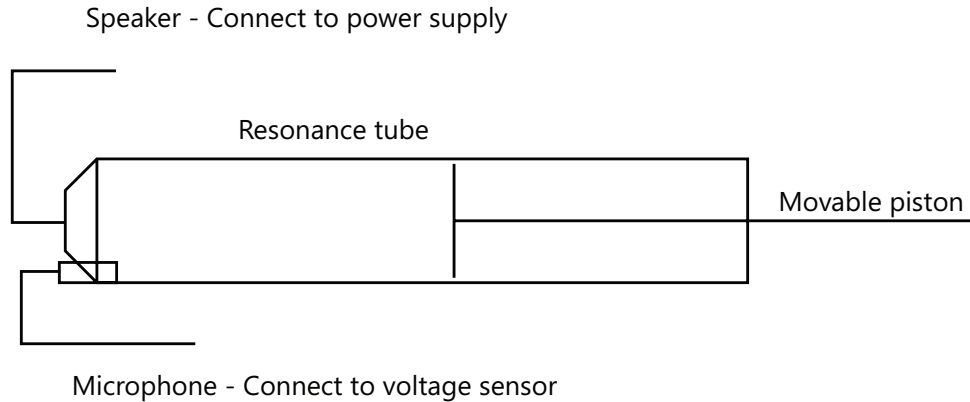 Speaker - Connect to power supply
Resonance tube
Movable piston
Microphone - Connect to voltage sensor